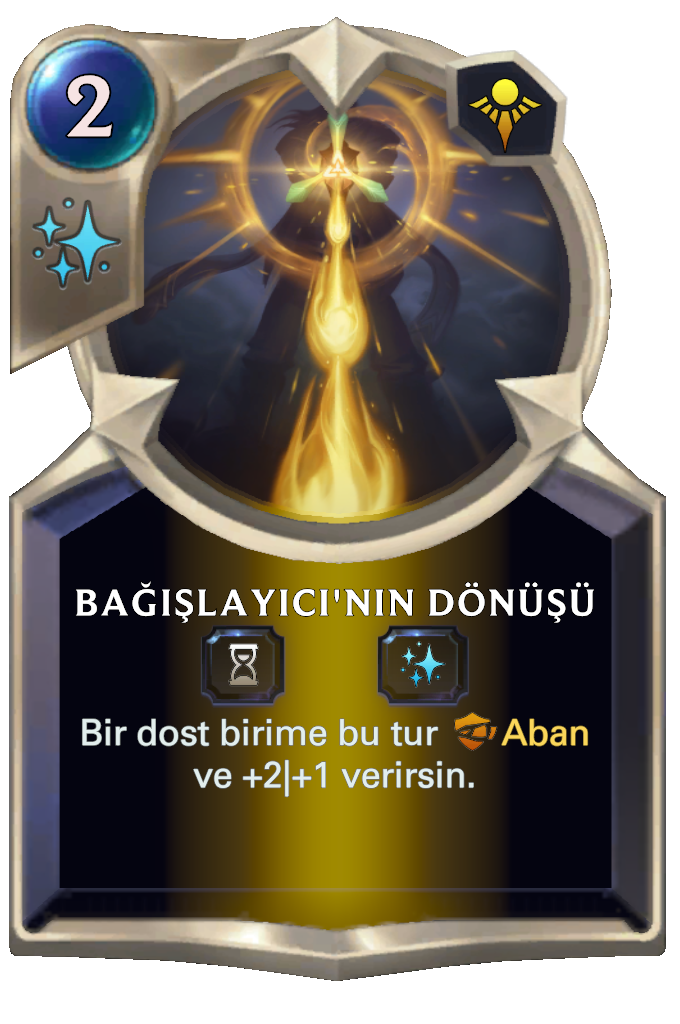 2
BAĞIŞLAYICI'NIN DÖNÜŞÜ
Bir dost birime bu tur Aban
ve +2|+1 verirsin.